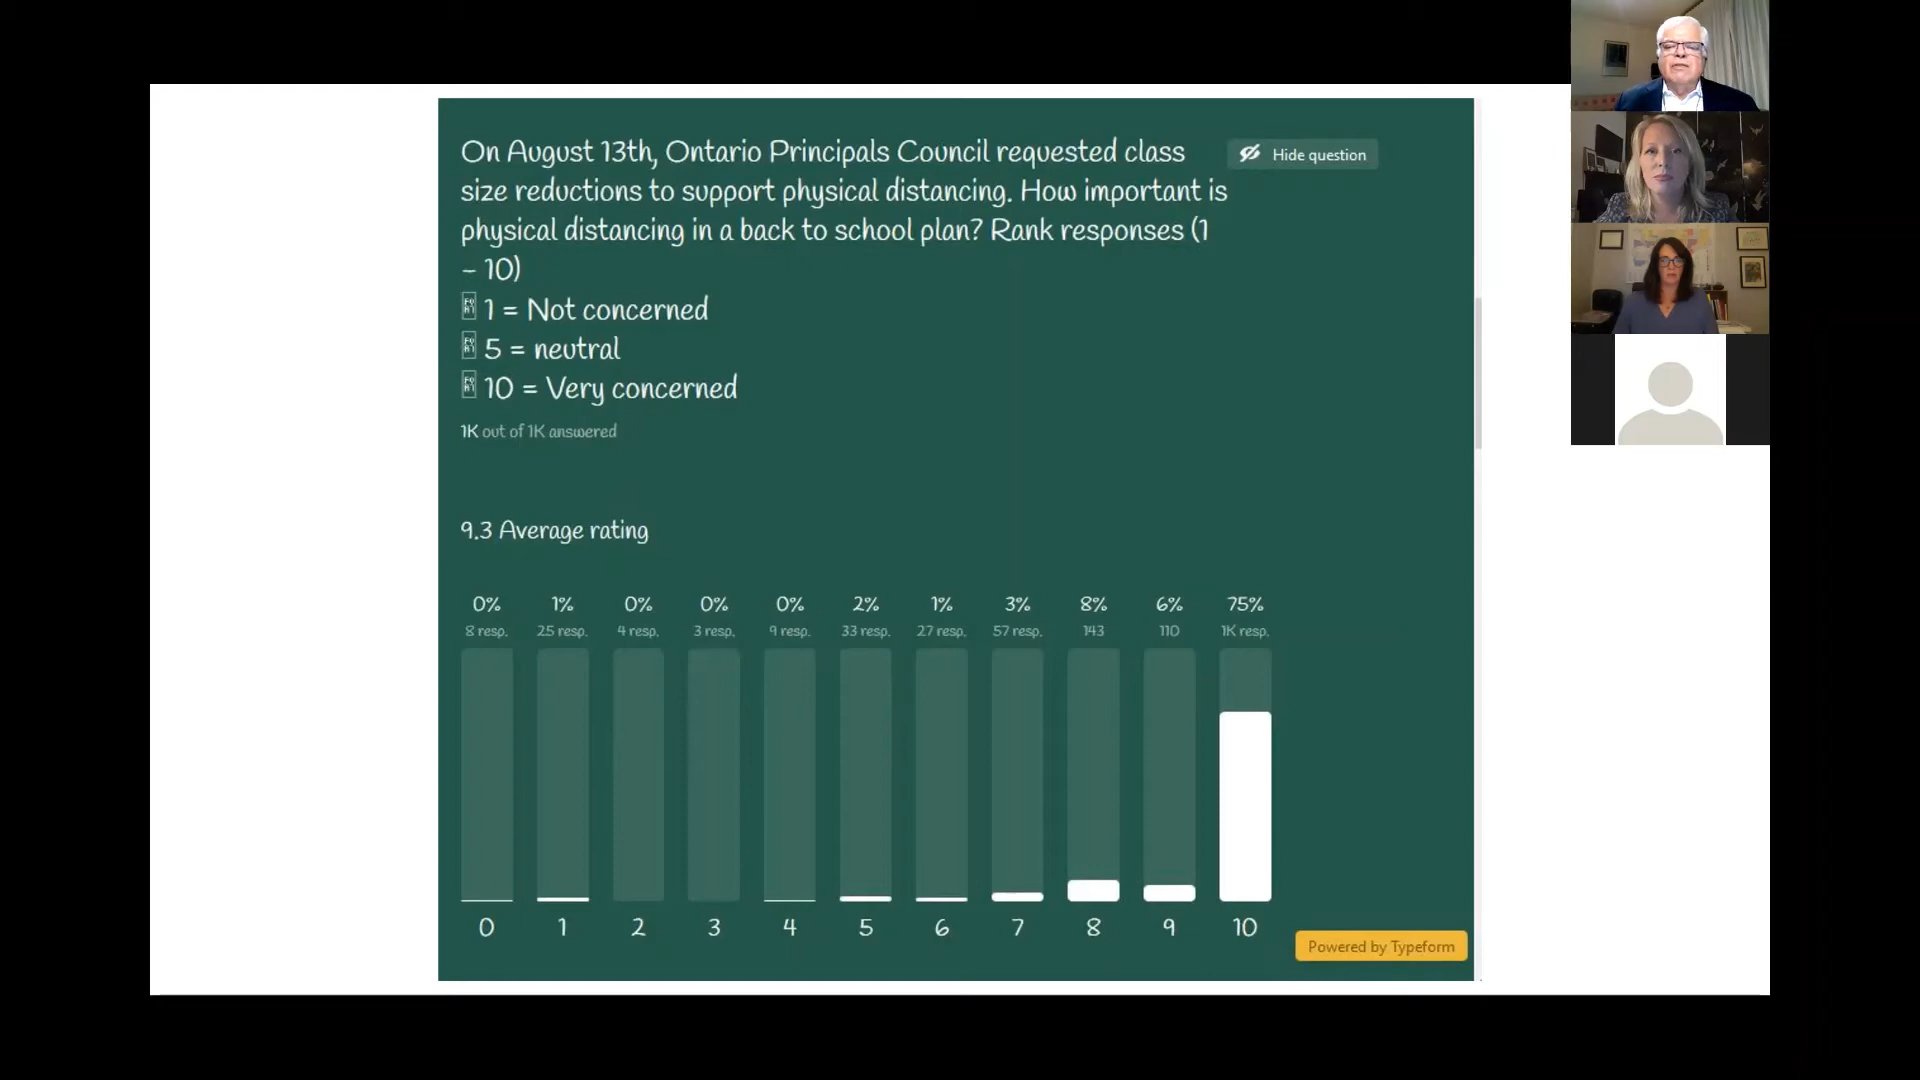 On August 13th, Ontario Principals Council requested class
size reductions to support physical distancing. How important is
physical distancing in a back to school plan? Rank responses (1
- 10)
1 = Not concerned
5 = neutral
10 = Very concerned
Hide question
1K out of 1K answered
9.3 Average rating
0% 1% 0% 0% 0% 2% 1% 3% 8% 6% 75%
8 resp. 25 resp. 4 resp. 3 resp. 9 resp. 33 resp. 27 resp. 57 resp. 143 110 1K resp.
0 1 2 3 4 5 6 7 8 9 10
Powered by Typeform